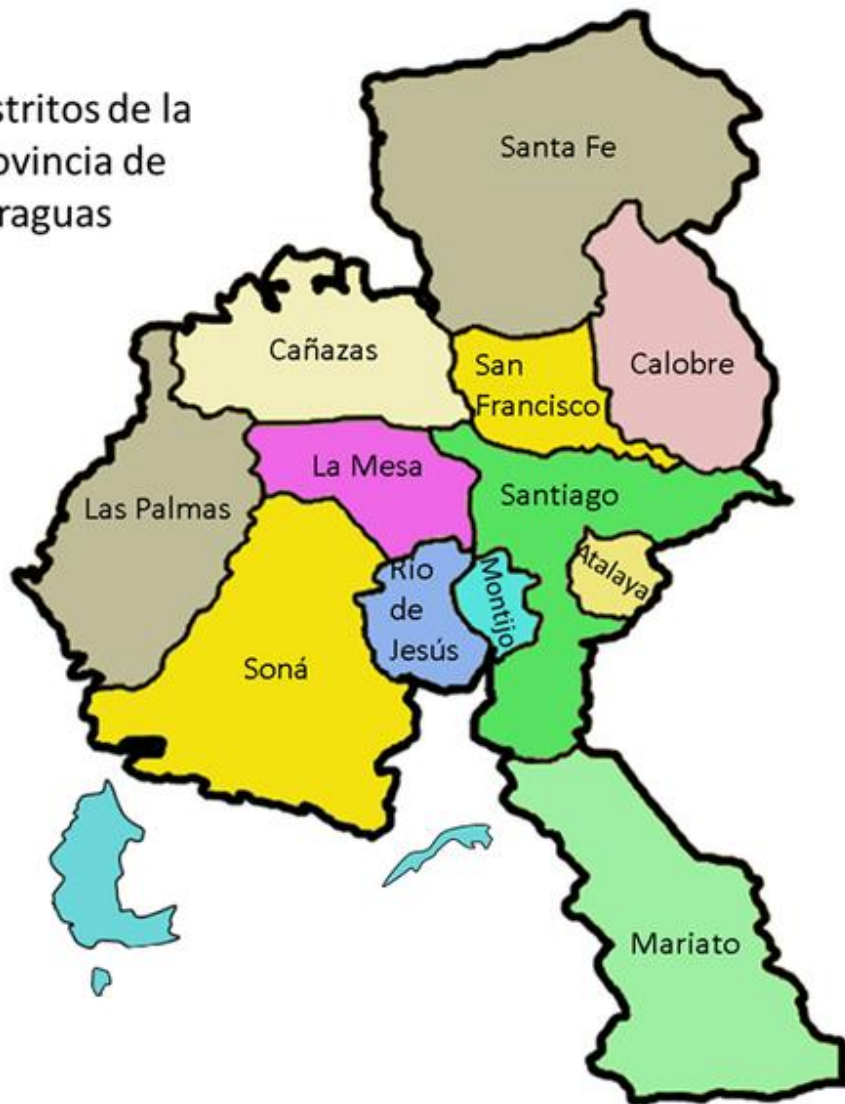 stritos de la
ovincia de
raguas
Santa Fe
Cañazas
San
Francisco
Calobre
La Mesa
Las Palmas
Santiago
Atalaya
Río
de
Jesús
Montijo
Soná
Mariato